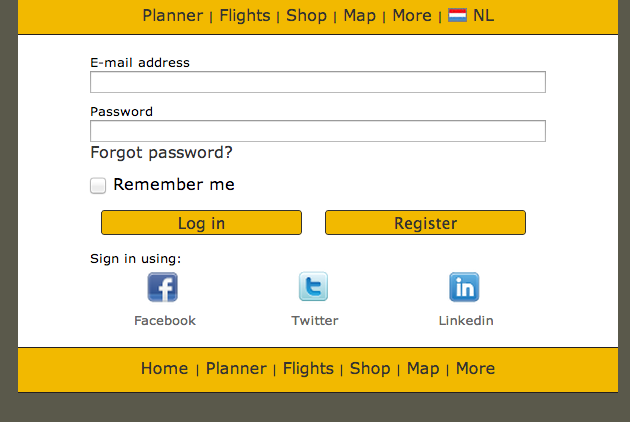 Planner | Flights | Shop | Map | More | NL
E-mail address
Password
Forgot password?
Remember me
Log in Register
Sign in using:
Facebook Twitter Linkedin
Home | Planner | Flights | Shop | Map | More